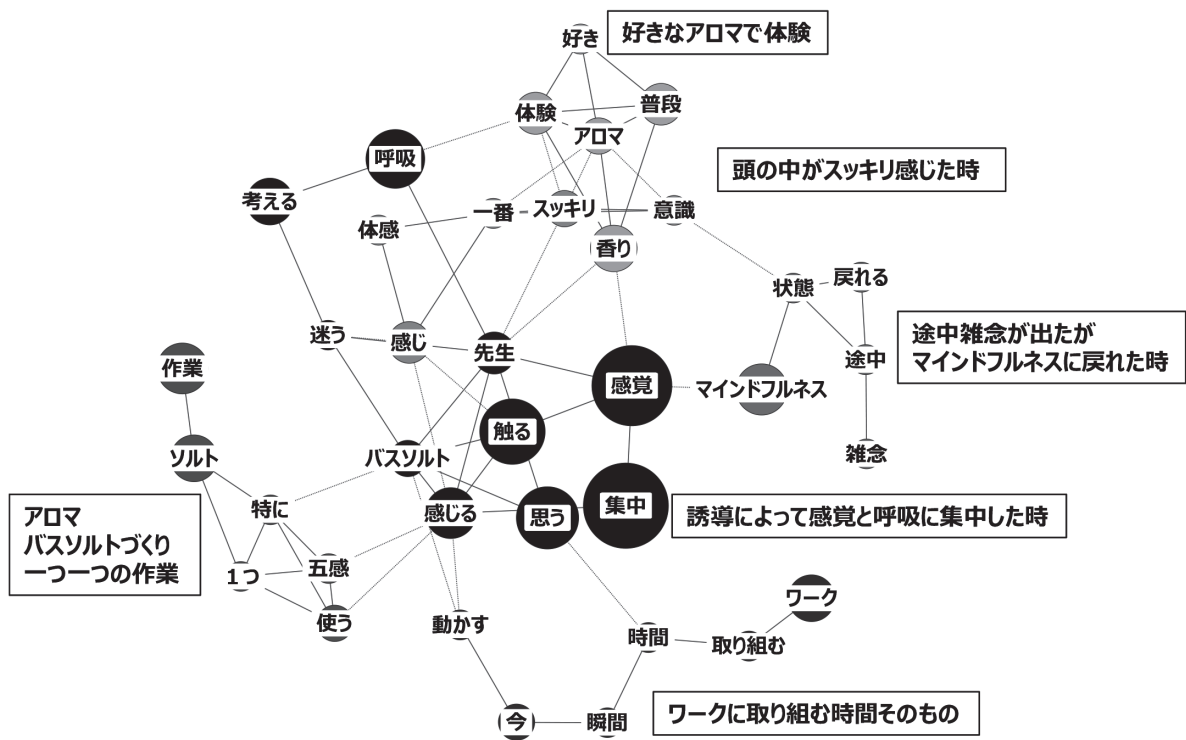 好き
好きなアロマで体験
体験
普段
アロマ
呼吸
頭の中がスッキリ感じた時
考える
一番
スッキリ
意識
体感
香り
状態
戻れる
迷う
感じ
先生
途中雑念が出たが
マインドフルネスに戻れた時
途中
作業
感覚
マインドフルネス
触る
ソルト
バスソルト
雑念
特に
感じる
思う
集中
誘導によって感覚と呼吸に集中した時
アロマ
バスソルトづくり
一つ一つの作業
1つ
五感
使う
動かす
ワーク
時間
取り組む
今
瞬間
ワークに取り組む時間そのもの